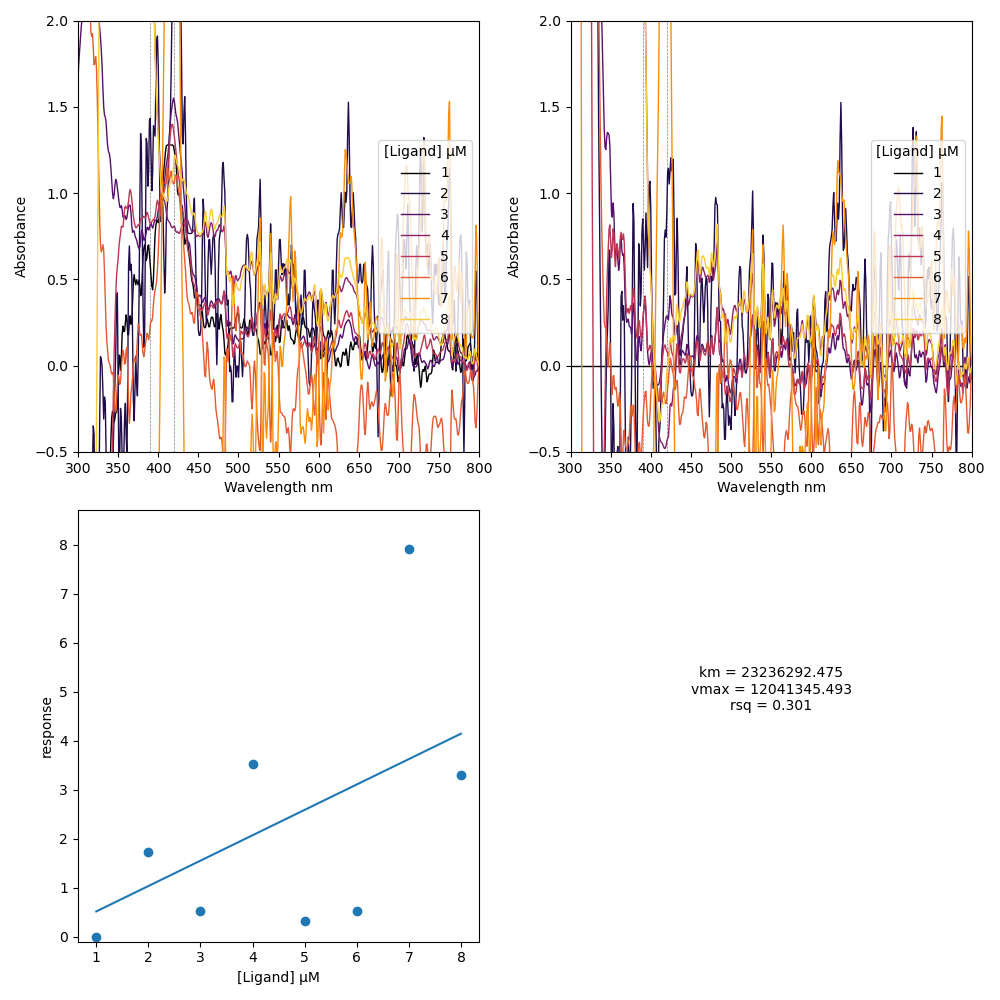 2.0
1.5
1.0
0.5
0.0
−0.5
Absorbance
300 350 400 450 500 550 600 650 700 750 800
Wavelength nm
[Ligand] μM
1
2
3
4
5
6
7
8
2.0
1.5
1.0
0.5
0.0
−0.5
Absorbance
300 350 400 450 500 550 600 650 700 750 800
Wavelength nm
[Ligand] μM
1
2
3
4
5
6
7
8
8
7
6
5
4
3
2
1
0
response
1 2 3 4 5 6 7 8
[Ligand] μM
km = 23236292.475
vmax = 12041345.493
rsq = 0.301